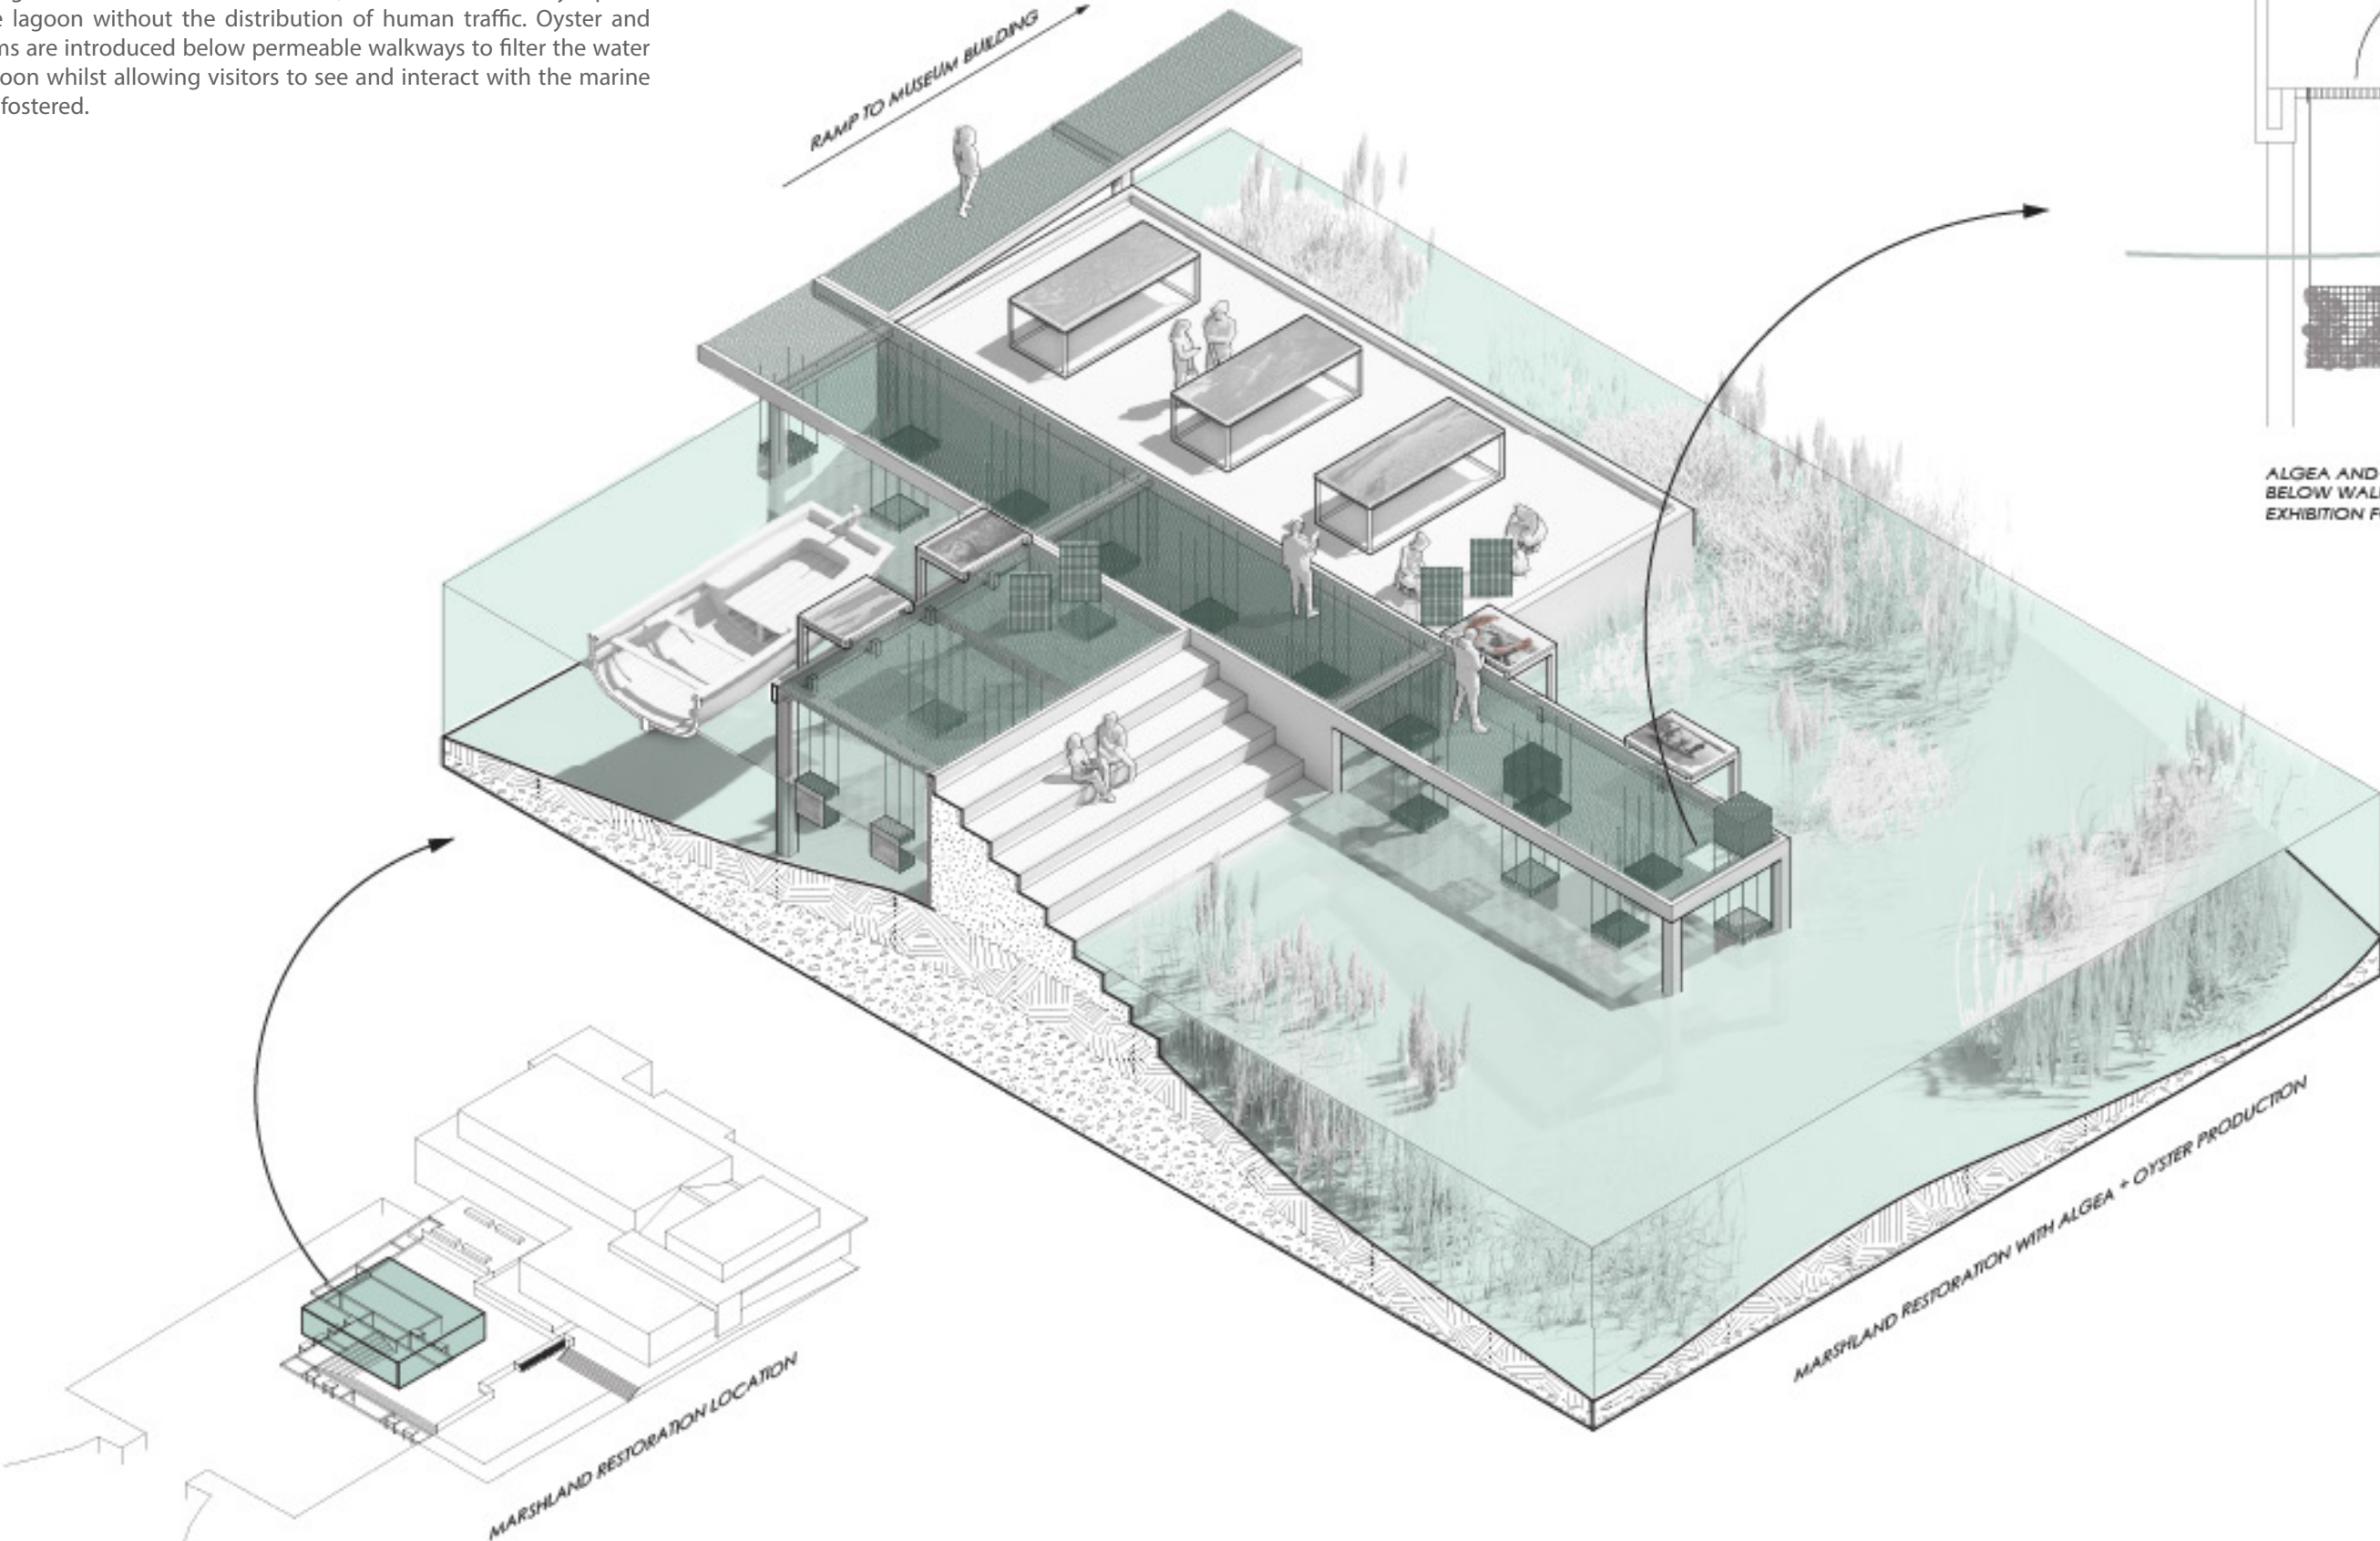 e lagoon without the distribution of human traffic. Oyster and
ms are introduced below permeable walkways to filter the water
oon whilst allowing visitors to see and interact with the marine
fostered.
RAMP TO MUSEUM BUILDING
ALGEA AND
BELOW WAL
EXHIBITION F
MARSHLAND RESTORATION WITH ALGEA + OYSTER PRODUCTION
MARSHLAND RESTORATION LOCATION